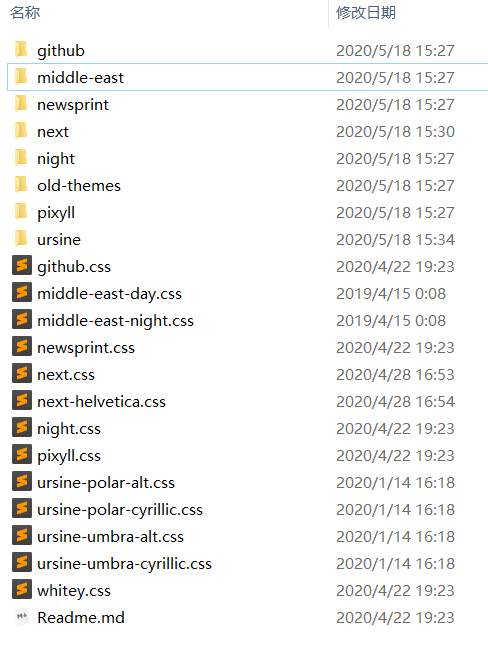 名称 修改日期
github 2020/5/18 15:27
middle-east 2020/5/18 15:27
newsprint 2020/5/18 15:27
next 2020/5/18 15:30
night 2020/5/18 15:27
old-themes 2020/5/18 15:27
pixyll 2020/5/18 15:27
ursine 2020/5/18 15:34
github.css 2020/4/22 19:23
middle-east-day.css 2019/4/15 0:08
middle-east-night.css 2019/4/15 0:08
newsprint.css 2020/4/22 19:23
next.css 2020/4/28 16:53
next-helvetica.css 2020/4/28 16:54
night.css 2020/4/22 19:23
pixyll.css 2020/4/22 19:23
ursine-polar-alt.css 2020/1/14 16:18
ursine-polar-cyrillic.css 2020/1/14 16:18
ursine-umbra-alt.css 2020/1/14 16:18
ursine-umbra-cyrillic.css 2020/1/14 16:18
whitey.css 2020/4/22 19:23
Readme.md 2020/4/22 19:23